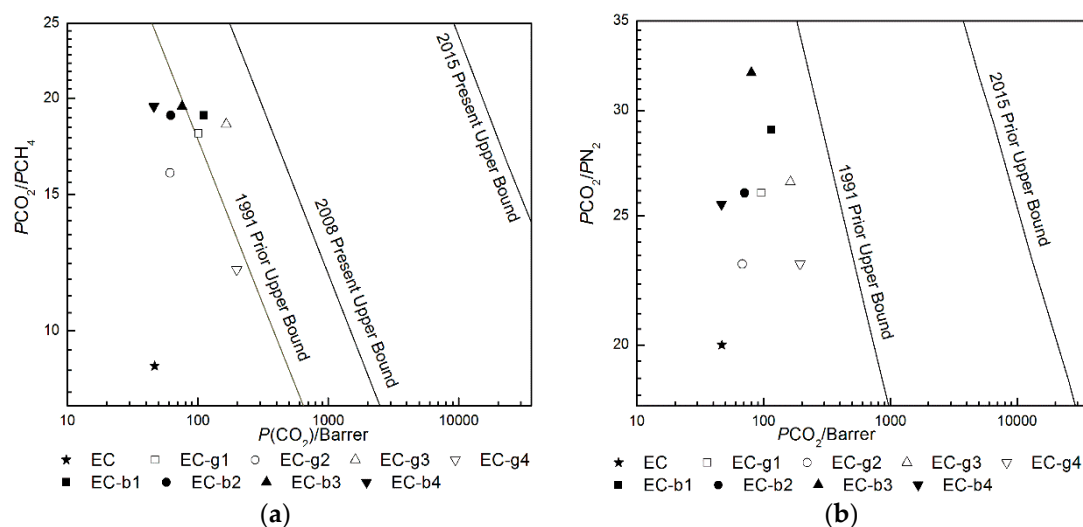 25
20
15
10
PCO₂/PCH₄
1991 Prior Upper Bound
2008 Present Upper Bound
2015 Present Upper Bound
10 100 1000 10000
P(CO₂)/Barrer
EC EC-g1 EC-g2 EC-g3 EC-g4
EC-b1 EC-b2 EC-b3 EC-b4
(a)
35
30
25
20
PCO₂/PN₂
1991 Prior Upper Bound
2015 Prior Upper Bound
10 100 1000 10000
PCO₂/Barrer
EC EC-g1 EC-g2 EC-g3 EC-g4
EC-b1 EC-b2 EC-b3 EC-b4
(b)